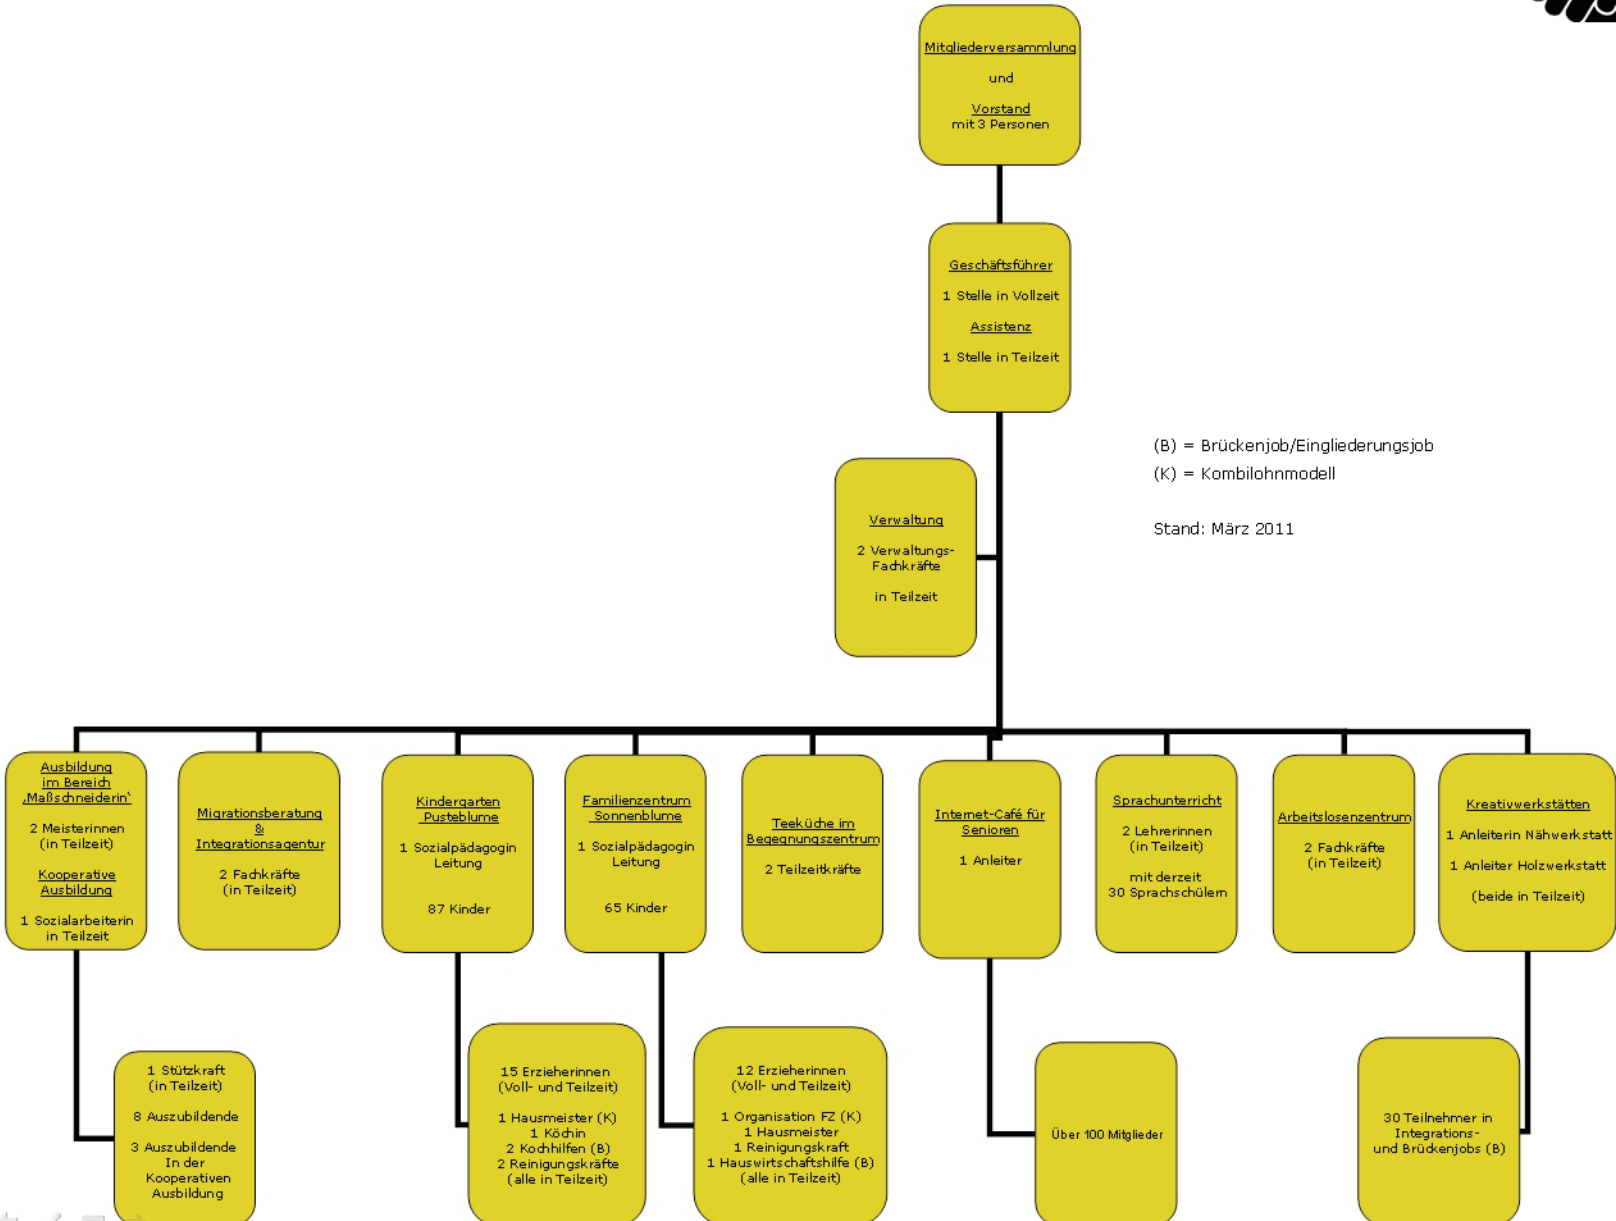 Mitgliederversammlung
und
Vorstand
mit 3 Personen
Geschäftsführer
1 Stelle in Vollzeit
Assistenz
1 Stelle in Teilzeit
(B) = Brückenjob/Eingliederungsjob
(K) = Kombilohnmodell
Stand: März 2011
Verwaltung
2 Verwaltungs-
Fachkräfte
in Teilzeit
Ausbildung
im Bereich
‚Maßschneiderin‘
2 Meisterinnen
(in Teilzeit)
Kooperative
Ausbildung
1 Sozialarbeiterin
in Teilzeit
Migrationsberatung
&
Integrationsagentur
2 Fachkräfte
(in Teilzeit)
Kindergarten
Pusteblume
1 Sozialpädagogin
Leitung
87 Kinder
Familienzentrum
Sonnenblume
1 Sozialpädagogin
Leitung
65 Kinder
Teeküche im
Begegnungszentrum
2 Teilzeitkräfte
Internet-Café für
Senioren
1 Anleiter
Sprachunterricht
2 Lehrerinnen
(in Teilzeit)
mit derzeit
30 Sprachschülern
Arbeitslosenzentrum
2 Fachkräfte
(in Teilzeit)
Kreativwerkstätten
1 Anleiterin Nähwerkstatt
1 Anleiter Holzwerkstatt
(beide in Teilzeit)
1 Stützkraft
(in Teilzeit)
8 Auszubildende
3 Auszubildende
In der
Kooperativen
Ausbildung
15 Erzieherinnen
(Voll- und Teilzeit)
1 Hausmeister (K)
1 Köchin
2 Kochhilfen (B)
2 Reinigungskräfte
(alle in Teilzeit)
12 Erzieherinnen
(Voll- und Teilzeit)
1 Organisation FZ (K)
1 Hausmeister
1 Reinigungskraft
1 Hauswirtschaftshilfe (B)
(alle in Teilzeit)
Über 100 Mitglieder
30 Teilnehmer in
Integrations-
und Brückenjobs (B)